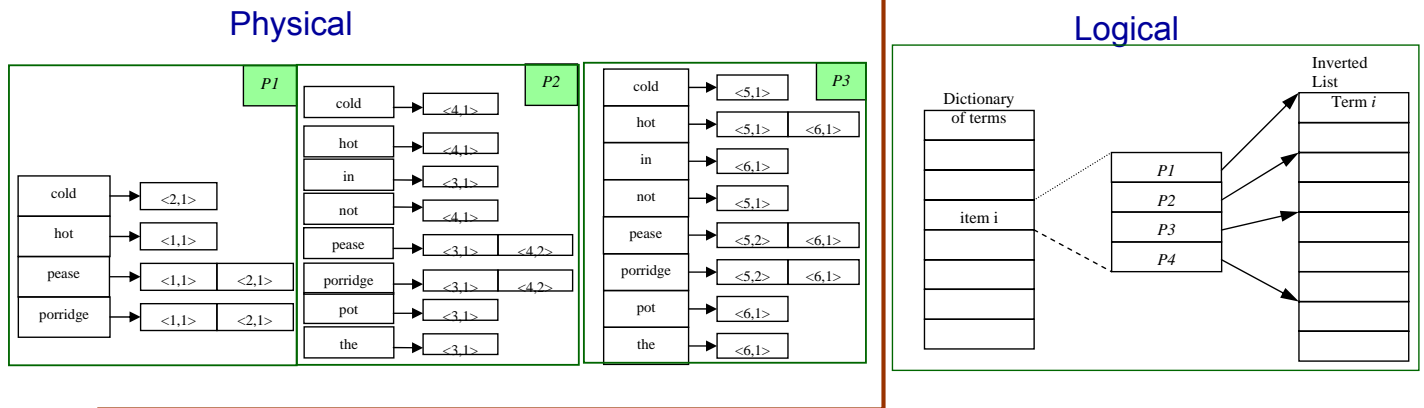 Physical
P1
cold
<2,1>
hot
<1,1>
pease
<1,1>
<2,1>
porridge
<1,1>
<2,1>
P2
cold
<4,1>
hot
<4,1>
in
<3,1>
not
<4,1>
pease
<3,1>
<4,2>
porridge
<3,1>
<4,2>
pot
<3,1>
the
<3,1>
P3
cold
<5,1>
hot
<5,1>
<6,1>
in
<6,1>
not
<5,1>
pease
<5,2>
<6,1>
porridge
<5,2>
<6,1>
pot
<6,1>
the
<6,1>
Logical
Dictionary
of terms
item i
P1
P2
P3
P4
Inverted
List
Term i